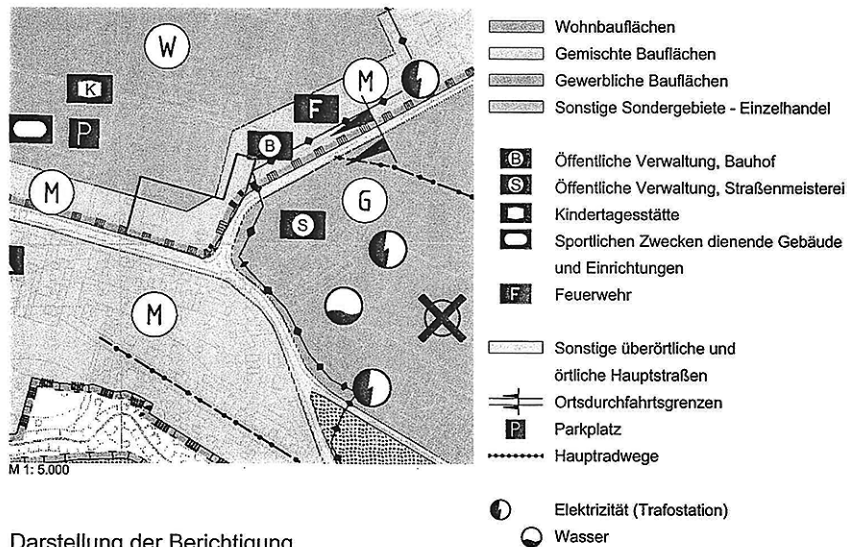 W
M
K
F
P
B
M
G
S
M
M 1: 5.000
Wohnbauflächen
Gemischte Bauflächen
Gewerbliche Bauflächen
Sonstige Sondergebiete - Einzelhandel
B Öffentliche Verwaltung, Bauhof
S Öffentliche Verwaltung, Straßenmeisterei
Kindertagesstätte
Sportlichen Zwecken dienende Gebäude
und Einrichtungen
F Feuerwehr
Sonstige überörtliche und
örtliche Hauptstraßen
Ortsdurchfahrtsgrenzen
P Parkplatz
Hauptradwege
Elektrizität (Trafostation)
Wasser
Darstellung der Berichtigung